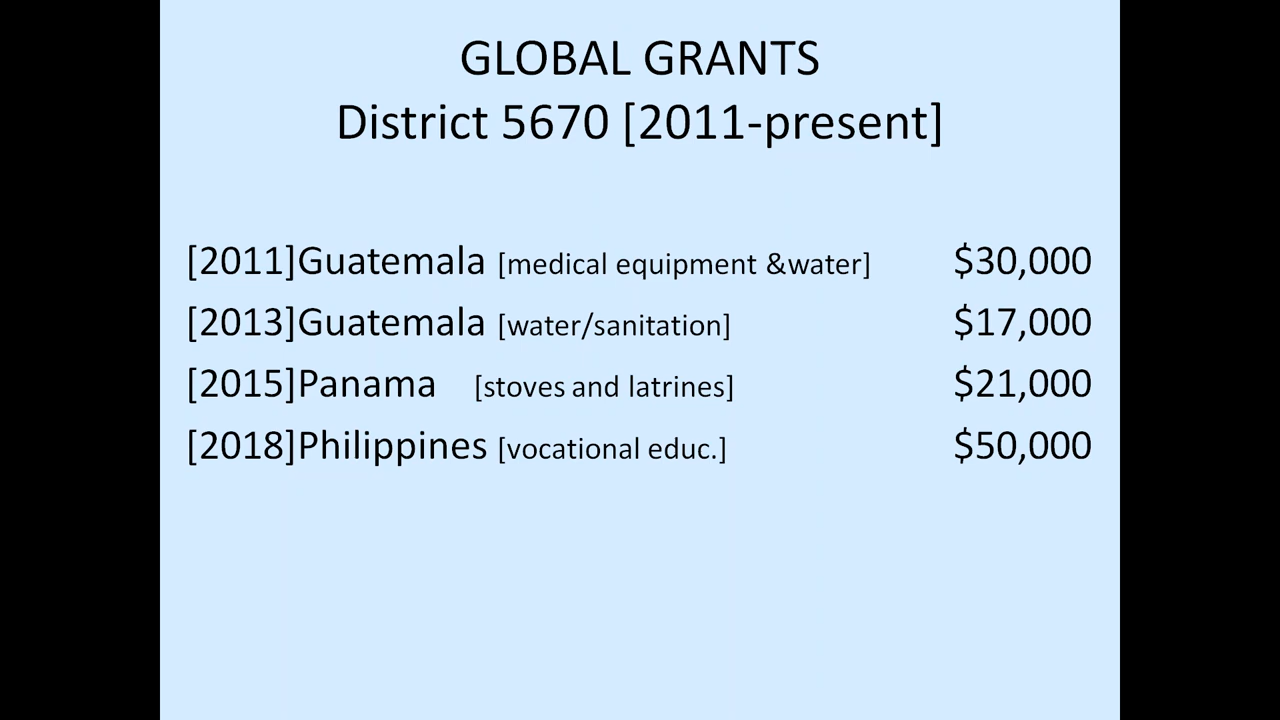 GLOBAL GRANTS
District 5670 [2011-present]
[2011]Guatemala [medical equipment &water] $30,000
[2013]Guatemala [water/sanitation] $17,000
[2015]Panama [stoves and latrines] $21,000
[2018]Philippines [vocational educ.] $50,000